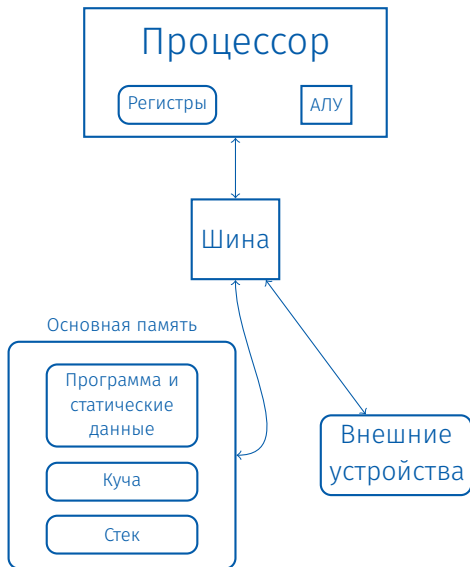 Процессор
Регистры
АЛУ
Шина
Основная память
Программа и
статические
данные
Куча
Стек
Внешние
устройства